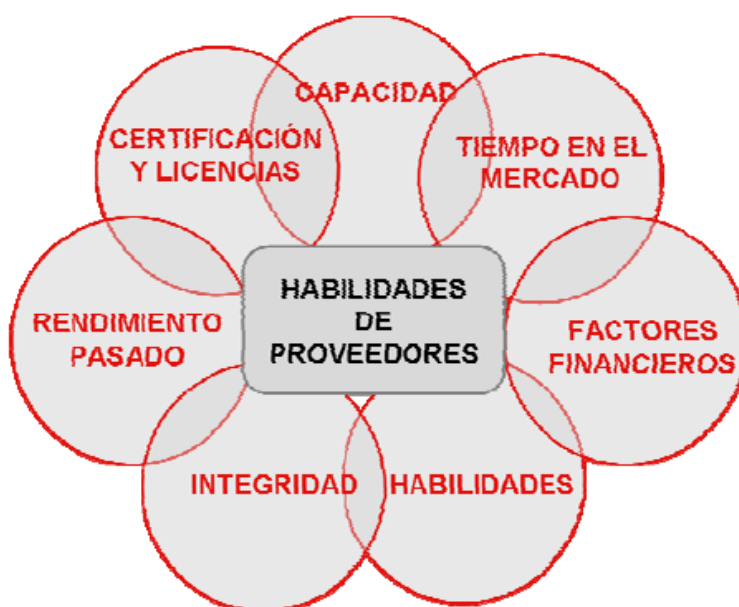 CAPACIDAD
CERTIFICACIÓN
Y LICENCIAS
TIEMPO EN EL
MERCADO
HABILIDADES
DE
PROVEEDORES
RENDIMIENTO
PASADO
FACTORES
FINANCIEROS
INTEGRIDAD
HABILIDADES